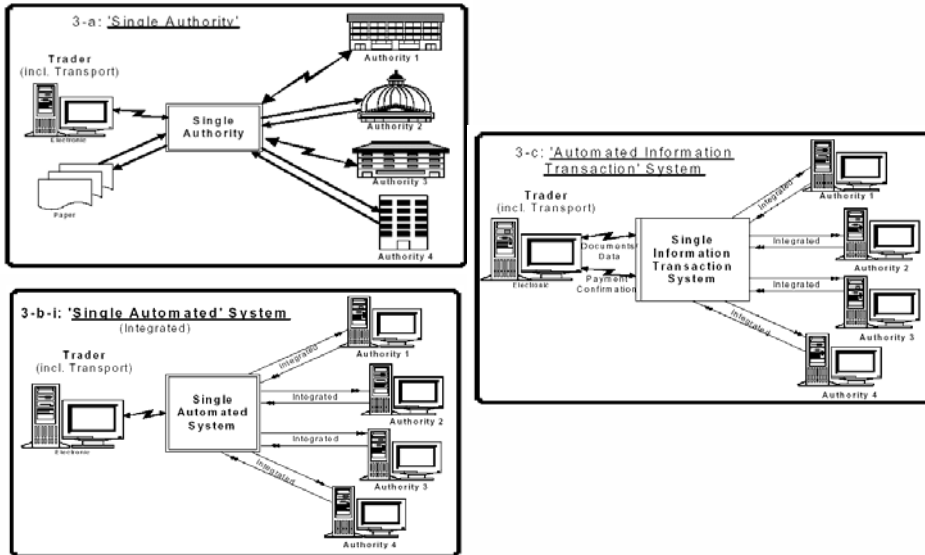 3-a: 'Single Authority'
Trader
(incl. Transport)
Electronic
Paper
Single
Authority
Authority 1
Authority 2
Authority 3
Authority 4
3-b-i: 'Single Automated' System
(Integrated)
Trader
(incl. Transport)
Electronic
Single
Automated
System
Integrated
Integrated
Integrated
Integrated
Authority 1
Authority 2
Authority 3
Authority 4
3-c: 'Automated Information
Transaction' System
Trader
(incl. Transport)
Electronic
Documents/
Data
Payment
Confirmation
Single
Information
Transaction
System
Integrated
Integrated
Integrated
Integrated
Authority 1
Authority 2
Authority 3
Authority 4